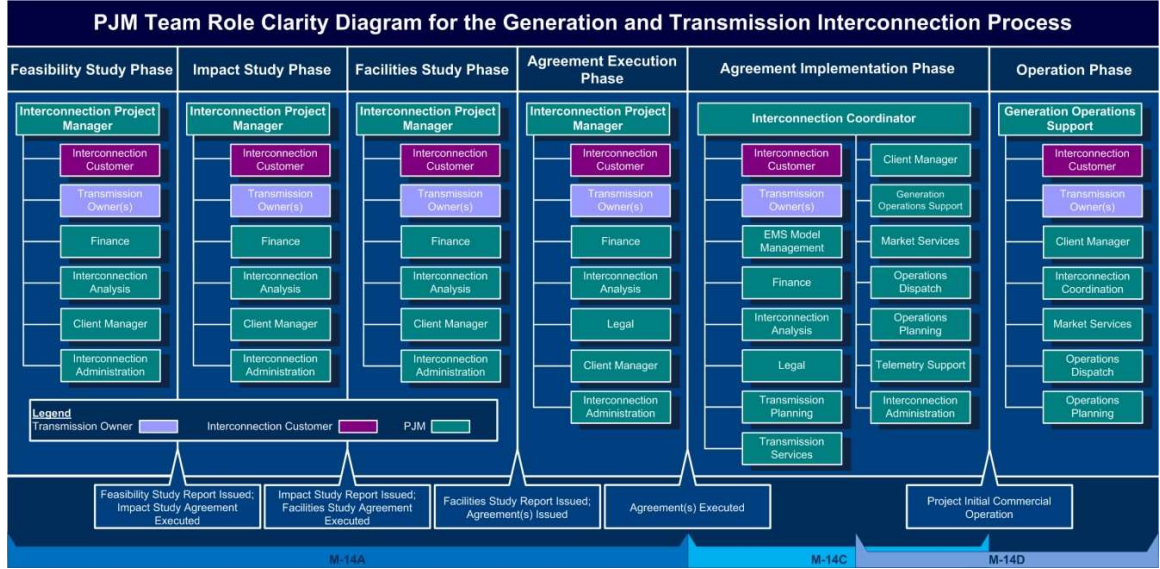 PJM Team Role Clarity Diagram for the Generation and Transmission Interconnection Process
Feasibility Study Phase
Impact Study Phase
Facilities Study Phase
Agreement Execution
Phase
Agreement Implementation Phase
Operation Phase
Interconnection Project
Manager
Interconnection
Customer
Transmission
Owner(s)
Finance
Interconnection
Analysis
Client Manager
Interconnection
Administration
Interconnection Project
Manager
Interconnection
Customer
Transmission
Owner(s)
Finance
Interconnection
Analysis
Client Manager
Interconnection
Administration
Interconnection Project
Manager
Interconnection
Customer
Transmission
Owner(s)
Finance
Interconnection
Analysis
Client Manager
Interconnection
Administration
Interconnection Project
Manager
Interconnection
Customer
Transmission
Owner(s)
Finance
Interconnection
Analysis
Legal
Client Manager
Interconnection
Administration
Interconnection Coordinator
Interconnection
Customer
Transmission
Owner(s)
EMS Model
Management
Finance
Interconnection
Analysis
Legal
Transmission
Planning
Transmission
Services
Client Manager
Generation
Operations Support
Market Services
Operations
Dispatch
Operations
Planning
Telemetry Support
Interconnection
Administration
Generation Operations
Support
Interconnection
Customer
Transmission
Owner(s)
Client Manager
Interconnection
Coordination
Market Services
Operations
Dispatch
Operations
Planning
Legend
Transmission Owner
Interconnection Customer
PJM
Feasibility Study Report Issued;
Impact Study Agreement
Executed
Impact Study Report Issued;
Facilities Study Agreement
Executed
Facilities Study Report Issued;
Agreement(s) Issued
Agreement(s) Executed
Project Initial Commercial
Operation
M-14A
M-14C
M-14D